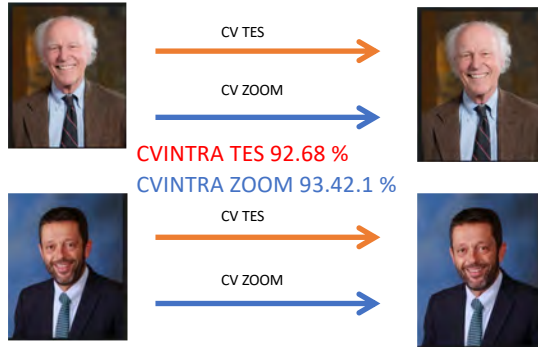 CV TES
CV ZOOM
CVINTRA TES 92.68 %
CVINTRA ZOOM 93.42.1 %
CV TES
CV ZOOM